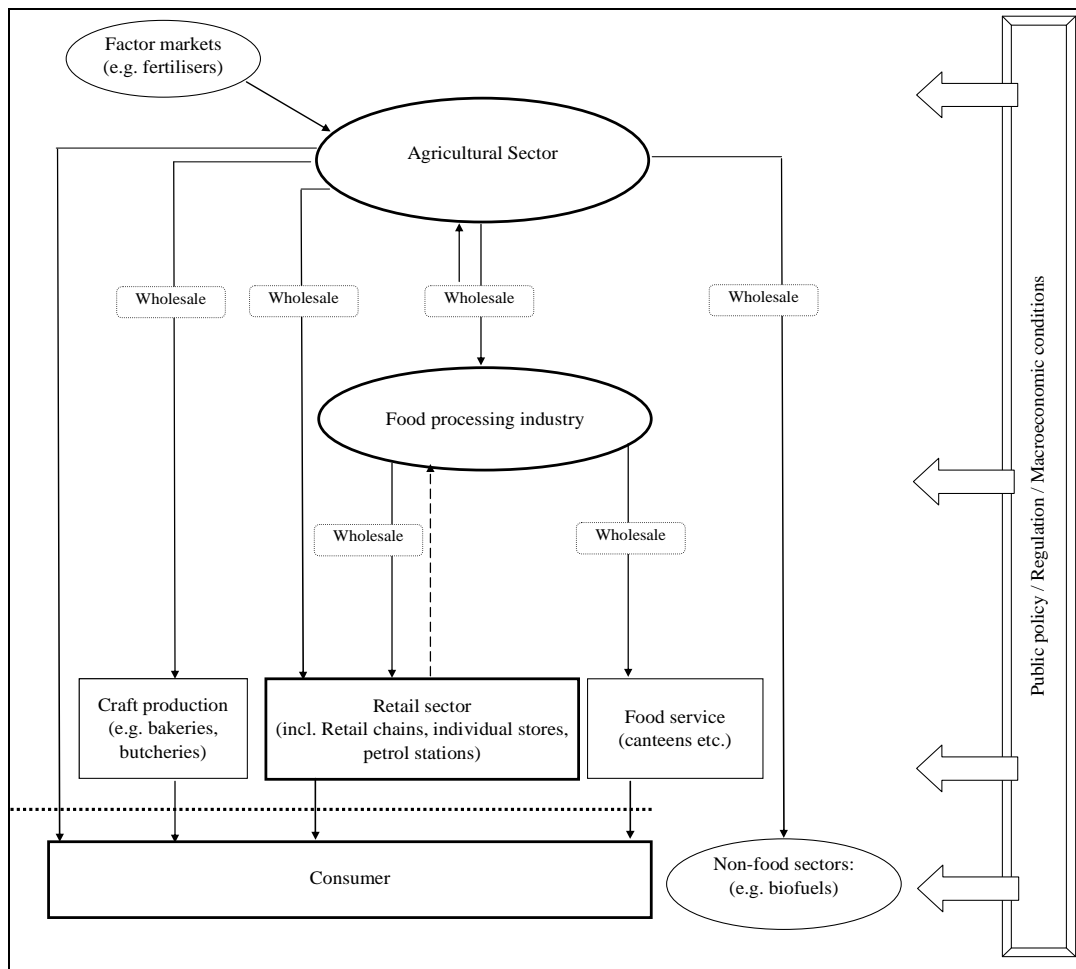 Factor markets
(e.g. fertilisers)
Agricultural Sector
Wholesale
Wholesale
Wholesale
Wholesale
Food processing industry
Wholesale
Wholesale
Craft production
(e.g. bakeries,
butcheries)
Retail sector
(incl. Retail chains, individual stores,
petrol stations)
Food service
(canteens etc.)
Consumer
Non-food sectors:
(e.g. biofuels)
Public policy / Regulation / Macroeconomic conditions